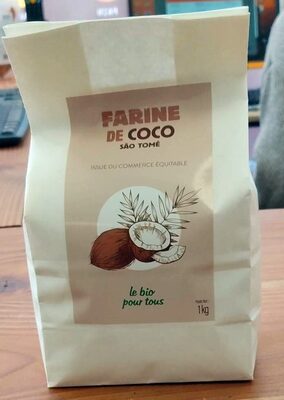 FARINE
DE COCO
SÃO TOMÉ
ISSUE DU COMMERCE ÉQUITABLE
le bio
pour tous
1kg